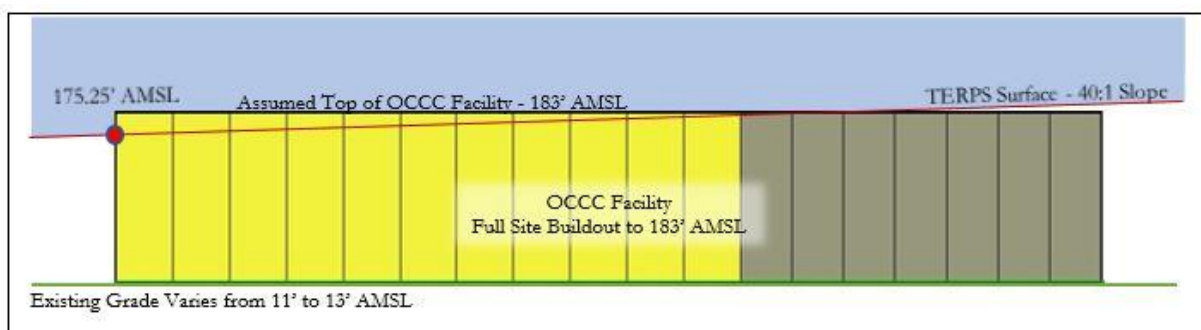 175.25' AMSL
Assumed Top of OCCC Facility - 183' AMSL
TERPS Surface - 40:1 Slope
OCCC Facility
Full Site Buildout to 183' AMSL
Existing Grade Varies from 11' to 13' AMSL